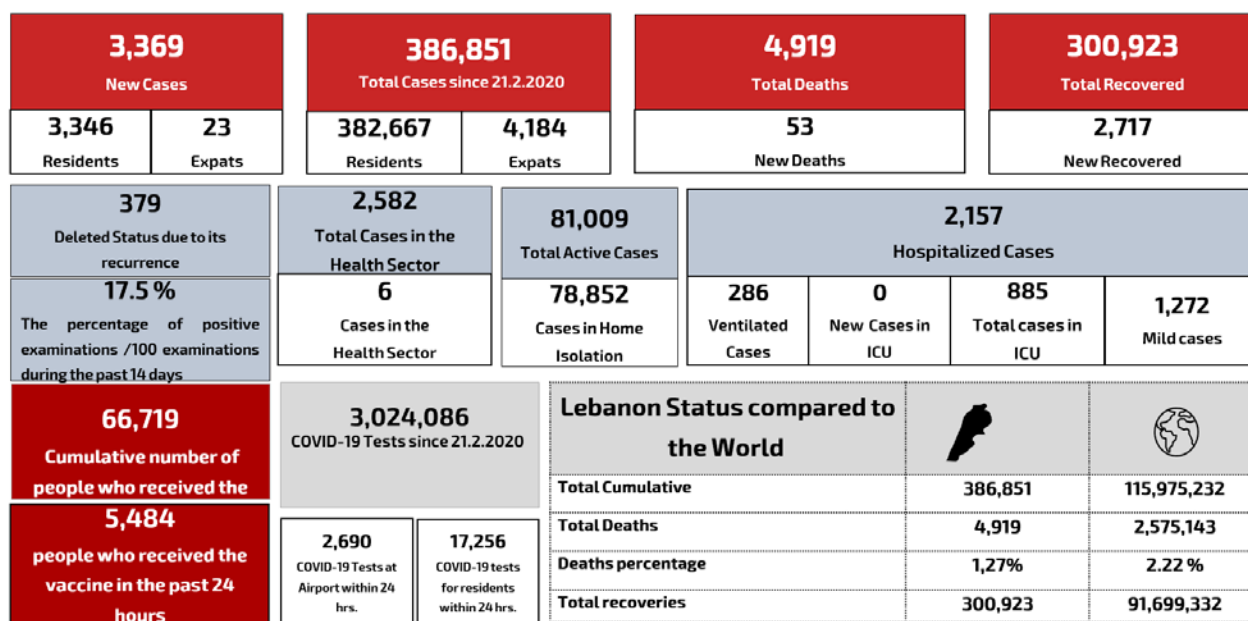 3,369
New Cases
3,346
Residents
23
Expats
386,851
Total Cases since 21.2.2020
382,667
Residents
4,184
Expats
4,919
Total Deaths
53
New Deaths
300,923
Total Recovered
2,717
New Recovered
379
Deleted Status due to its
recurrence
17.5 %
The percentage of positive
examinations /100 examinations
during the past 14 days
2,582
Total Cases in the
Health Sector
6
Cases in the
Health Sector
81,009
Total Active Cases
78,852
Cases in Home
Isolation
2,157
Hospitalized Cases
286
Ventilated
Cases
0
New Cases in
ICU
885
Total cases in
ICU
1,272
Mild cases
66,719
Cumulative number of
people who received the
5,484
people who received the
vaccine in the past 24
hours
3,024,086
COVID-19 Tests since 21.2.2020
2,690
COVID-19 Tests at
Airport within 24
hrs.
17,256
COVID-19 tests
for residents
within 24 hrs.
Lebanon Status compared to
the World
Total Cumulative 386,851 115,975,232
Total Deaths 4,919 2,575,143
Deaths percentage 1,27% 2.22 %
Total recoveries 300,923 91,699,332